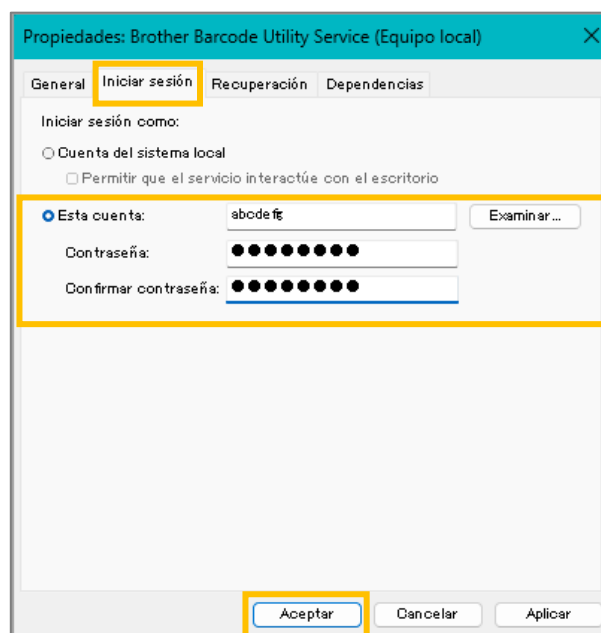 Propiedades: Brother Barcode Utility Service (Equipo local)
General Iniciar sesión Recuperación Dependencias
Iniciar sesión como:
Cuenta del sistema local
Permitir que el servicio interactúe con el escritorio
Esta cuenta: abcdefg Examinar...
Contraseña: ●●●●●●●●
Confirmar contraseña: ●●●●●●●●
Aceptar Cancelar Aplicar